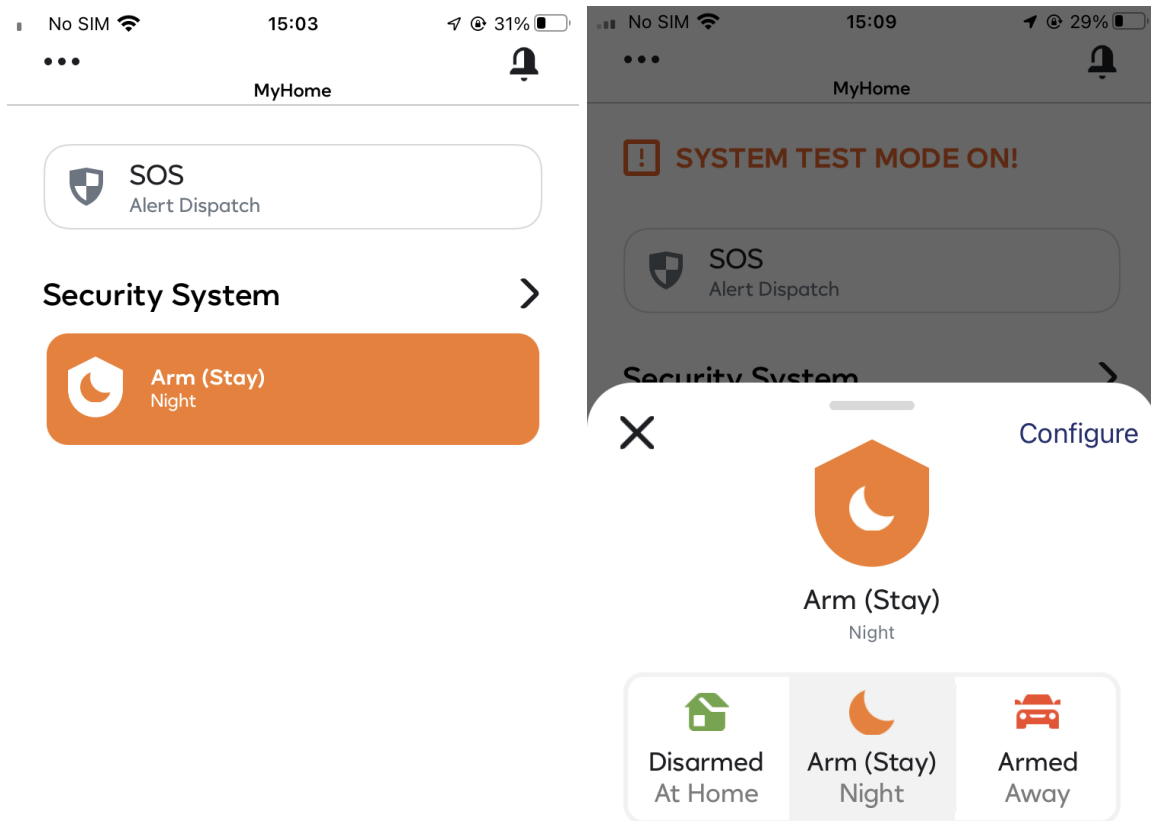 No SIM 15:03 31%
MyHome
SOS
Alert Dispatch
Security System
Arm (Stay)
Night
No SIM 15:09 29%
MyHome
SYSTEM TEST MODE ON!
SOS
Alert Dispatch
Security System
Configure
Arm (Stay)
Night
Disarmed
At Home
Arm (Stay)
Night
Armed
Away